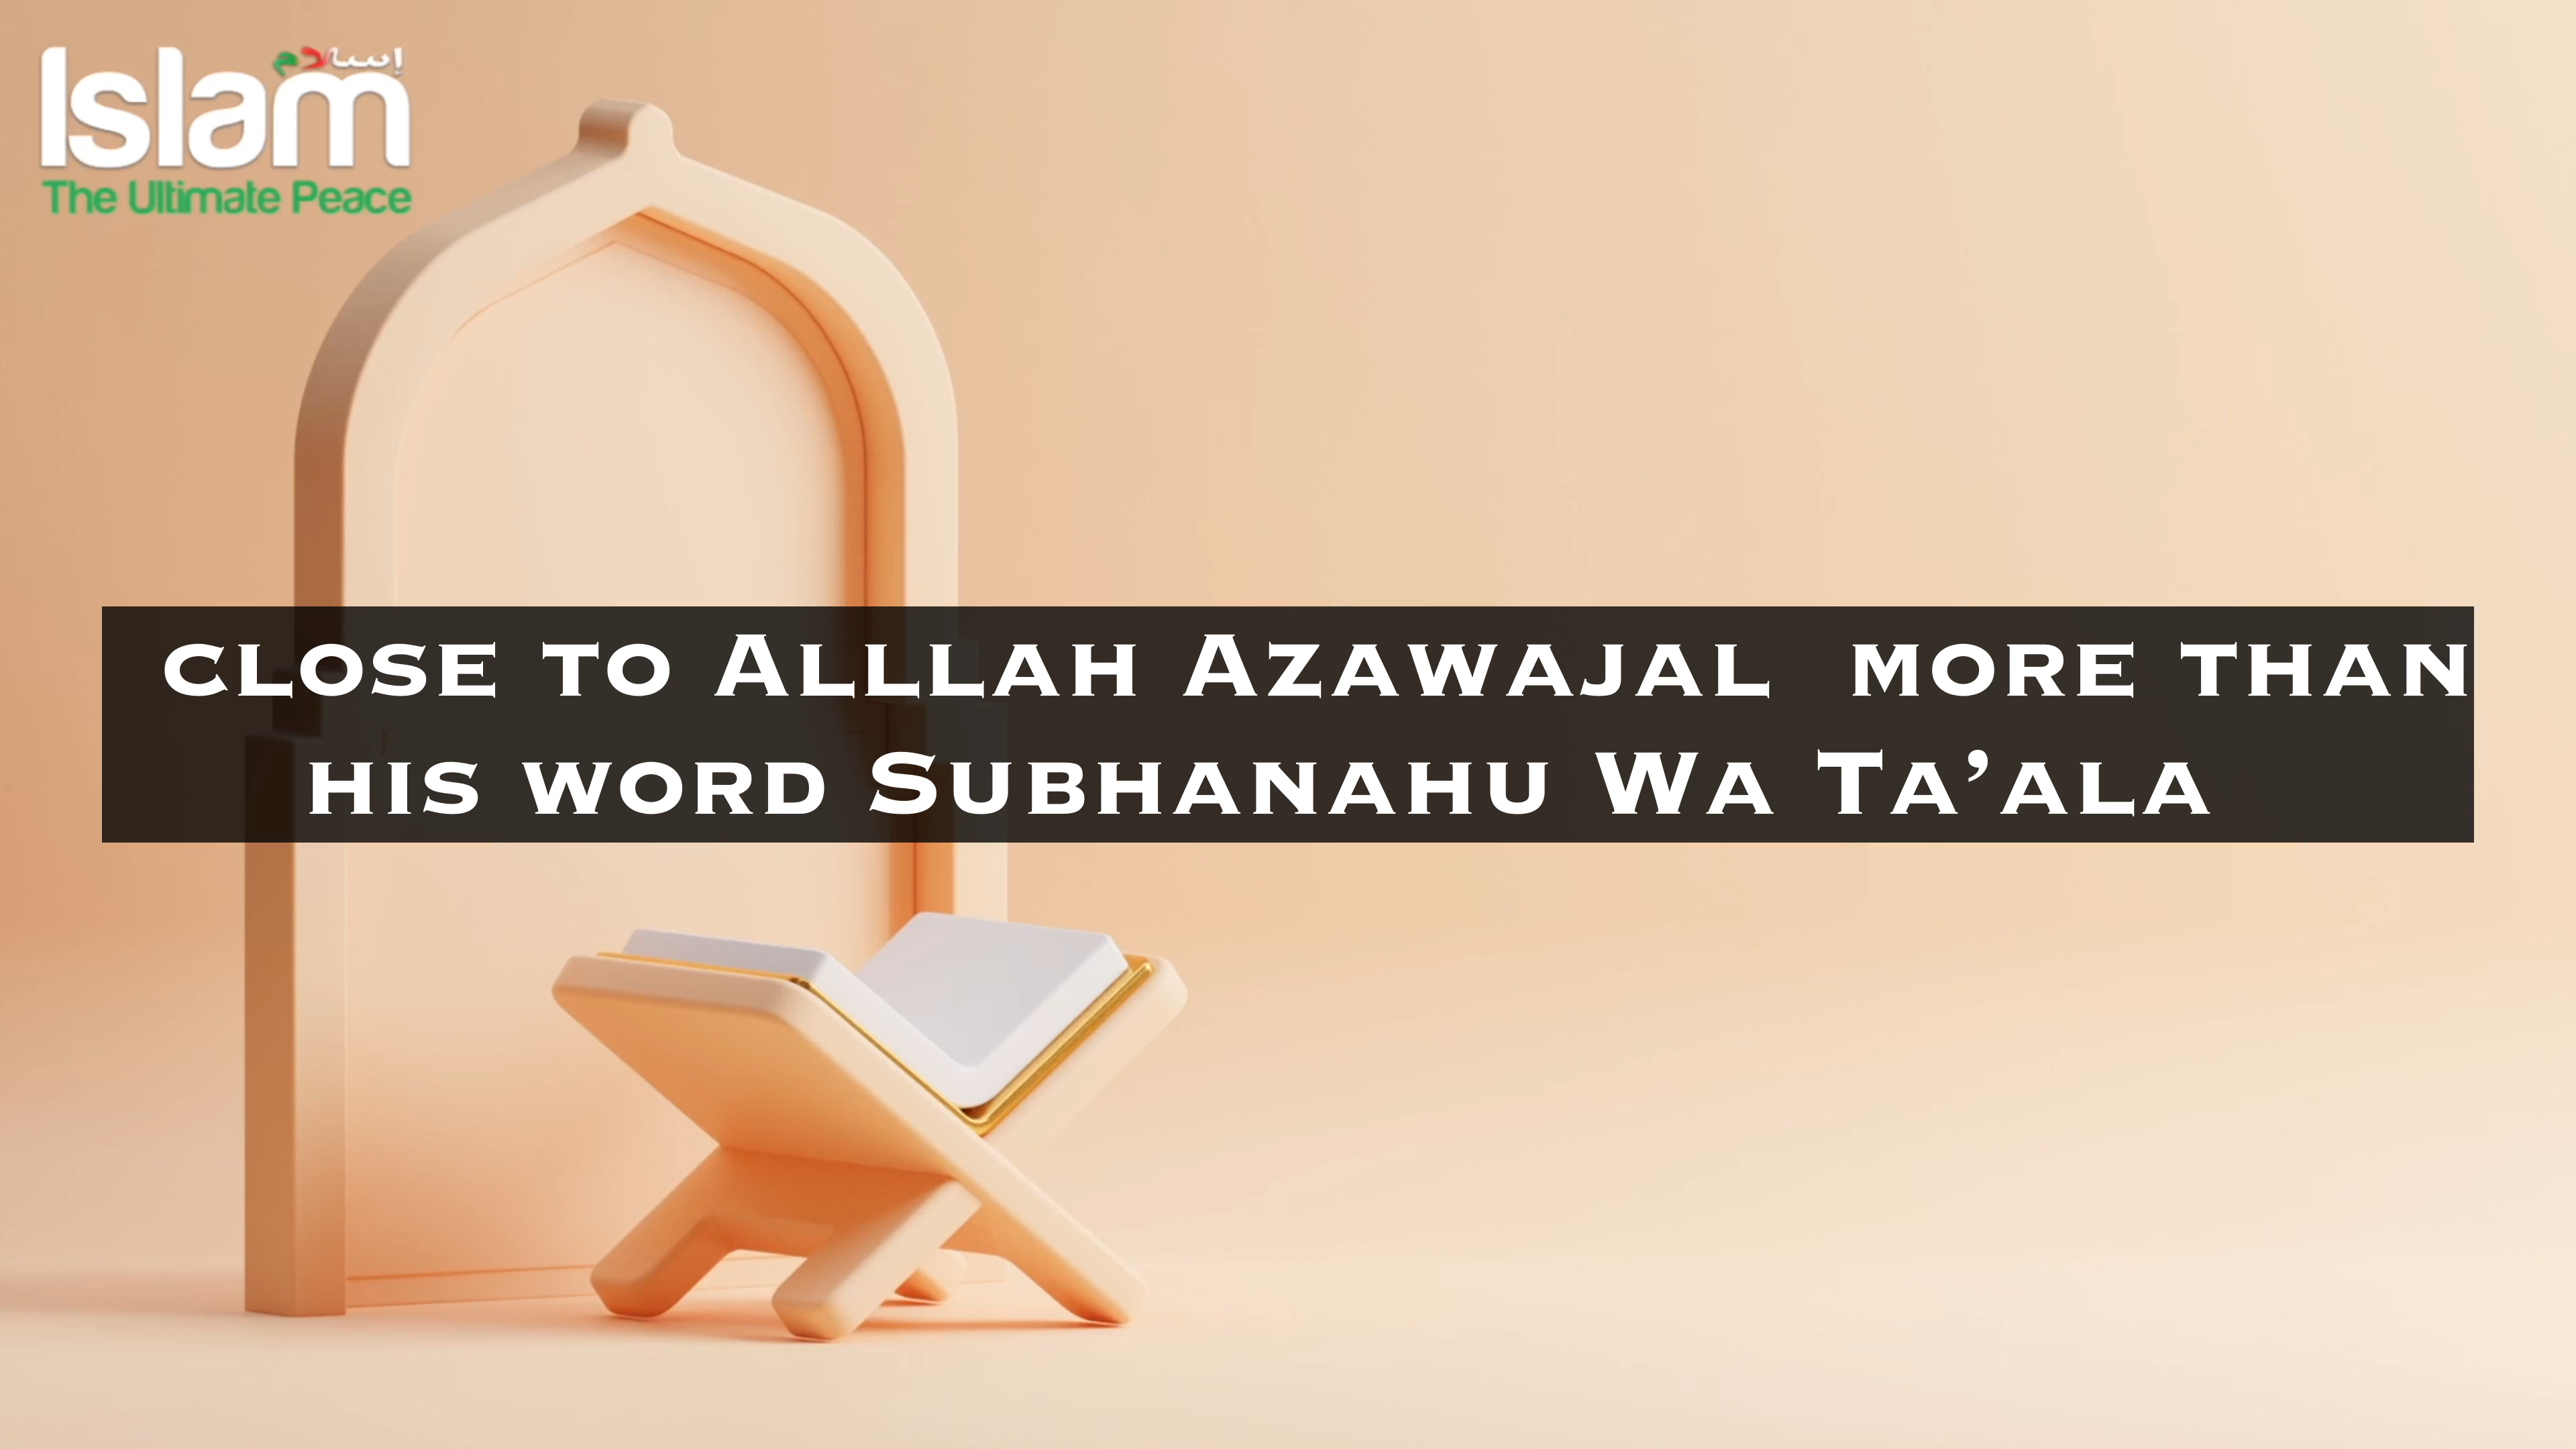 إسلام
Islam
The Ultimate Peace
close to Alllah Azawajal more than
his word Subhanahu Wa Ta’ala